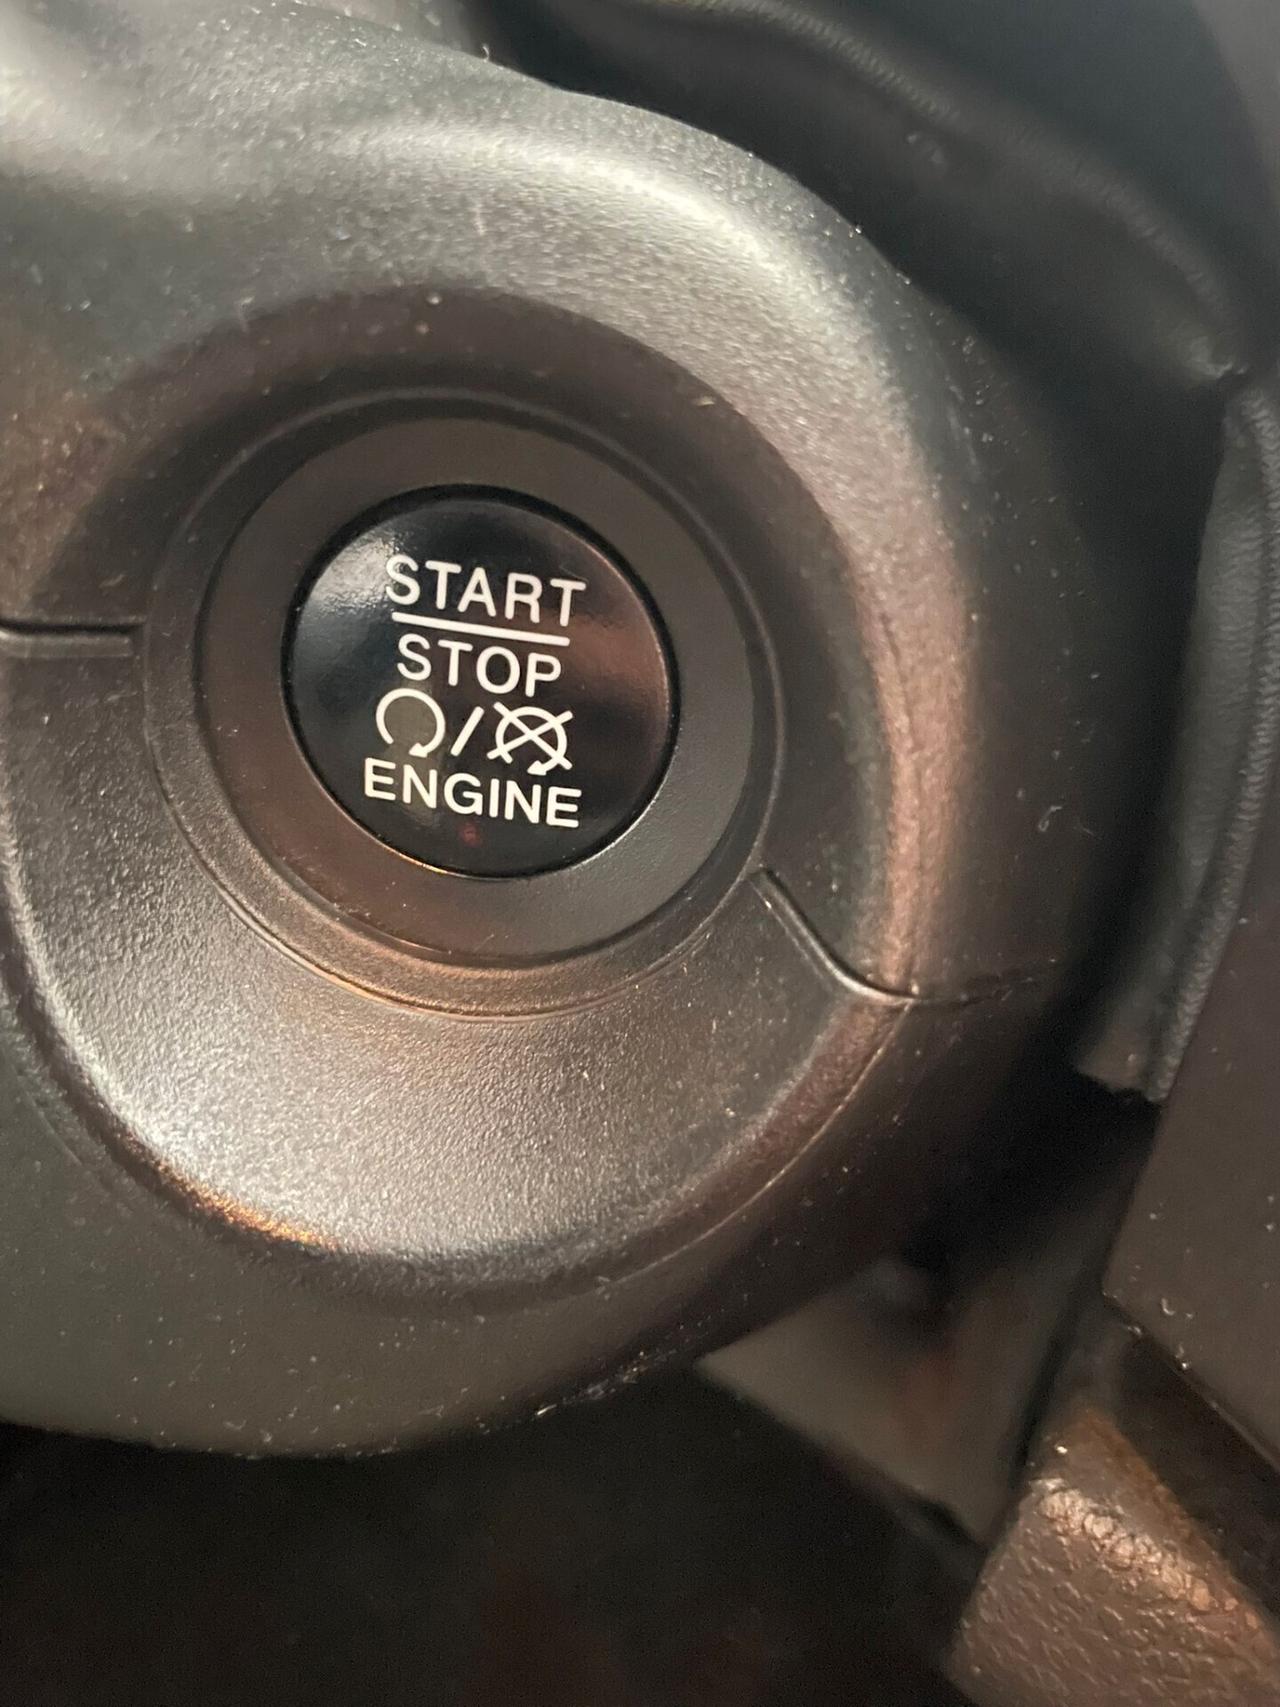 START
STOP
/
ENGINE